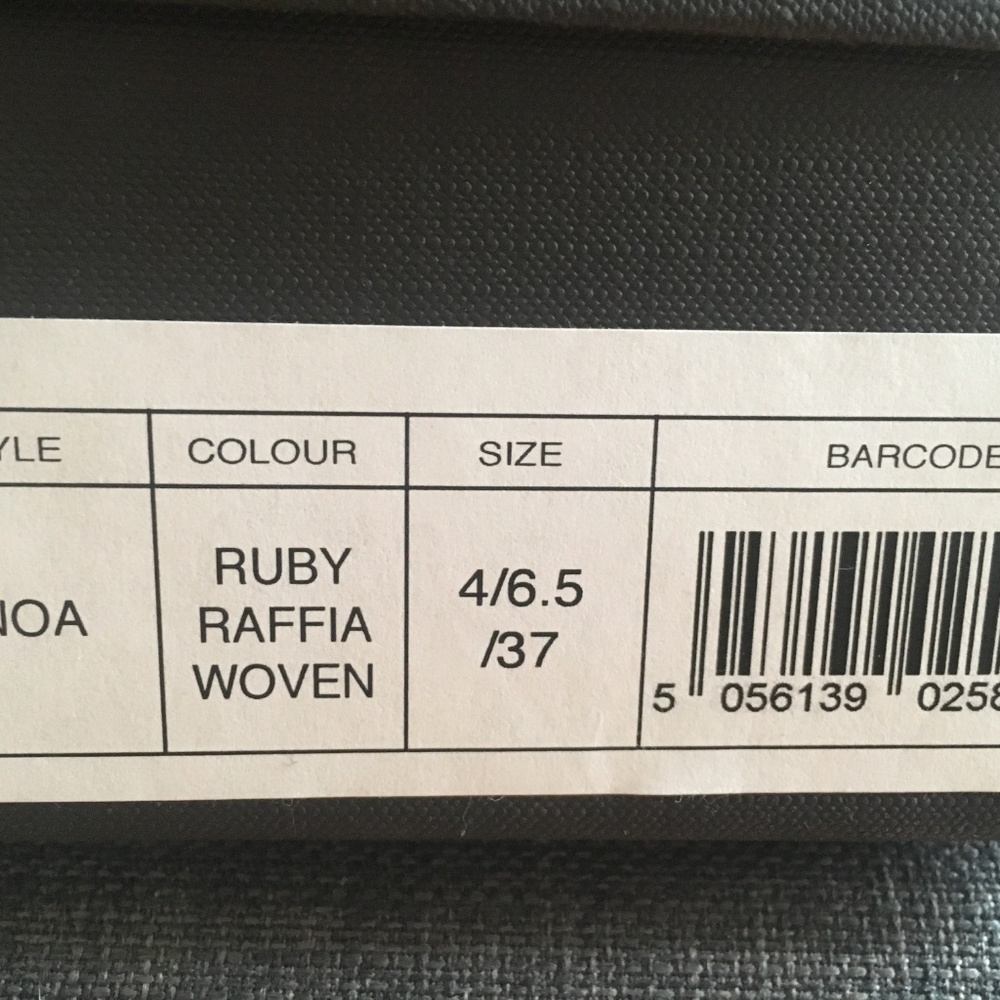 YLE
COLOUR
SIZE
BARCODE
NOA
RUBY
RAFFIA
WOVEN
4/6.5
/37
5 056139 0258